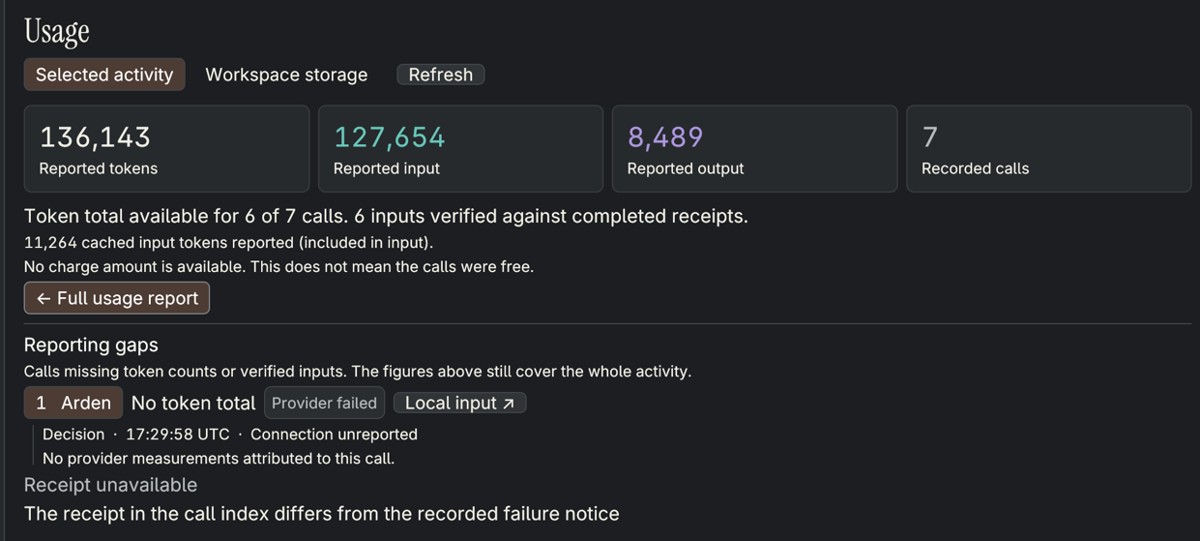 Usage
Selected activity Workspace storage Refresh
136,143 127,654 8,489 7
Reported tokens Reported input Reported output Recorded calls
Token total available for 6 of 7 calls. 6 inputs verified against completed receipts.
11,264 cached input tokens reported (included in input).
No charge amount is available. This does not mean the calls were free.
← Full usage report
Reporting gaps
Calls missing token counts or verified inputs. The figures above still cover the whole activity.
1 Arden No token total Provider failed Local input ↗
Decision · 17:29:58 UTC · Connection unreported
No provider measurements attributed to this call.
Receipt unavailable
The receipt in the call index differs from the recorded failure notice